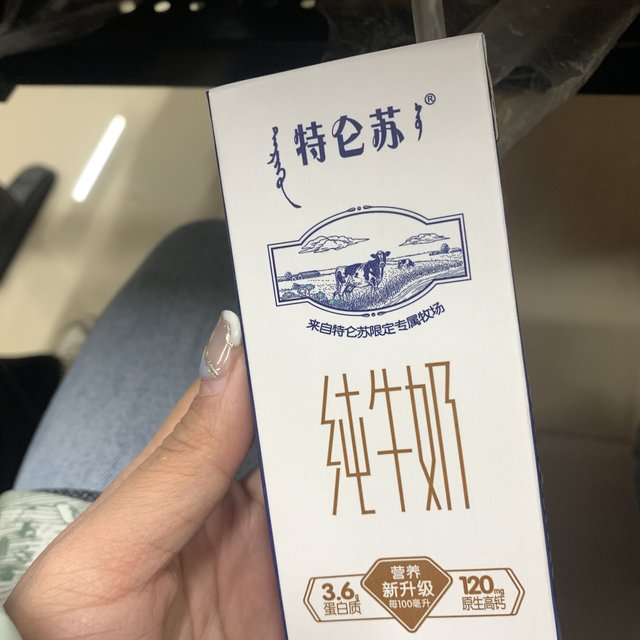 特仑苏®
来自特仑苏限定专属牧场
纯牛奶
3.6g
蛋白质
营养
新升级
每100毫升
120mg
原生高钙